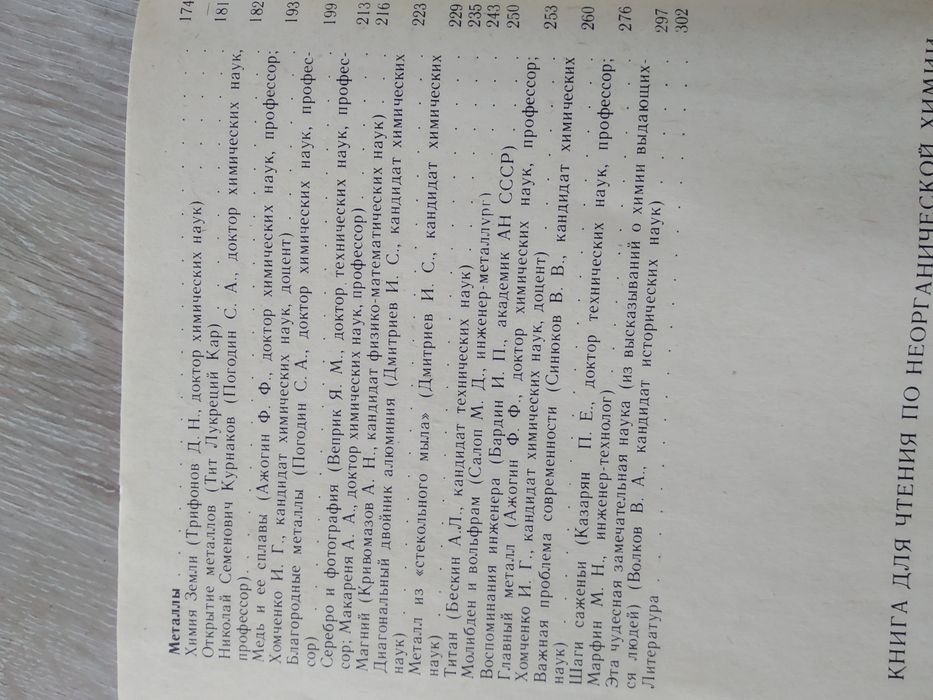 Металлы . . . . . . . . . . . . . . . 174
Химия Земли (Трифонов Д. Н., доктор химических наук) . . . . —
Открытие металлов (Тит Лукреций Кар) . . . . . . . 181
Николай Семенович Курнаков (Погодин С. А., доктор химических наук,
профессор) . . . . . . . . . . . . . . . 182
Медь и ее сплавы (Ажогин Ф. Ф., доктор химических наук, профессор;
Хомченко И. Г., кандидат химических наук, доцент) . . . . . 193
Благородные металлы (Погодин С. А., доктор химических наук, профес-
сор) . . . . . . . . . . . . . . . 199
Серебро и фотография (Веприк Я. М., доктор технических наук, профес-
сор; Макареня А. А., доктор химических наук, профессор) . . . . 213
Магний (Кривомазов А. Н., кандидат физико-математических наук) . . 216
Диагональный двойник алюминия (Дмитриев И. С., кандидат химических
наук) . . . . . . . . . . . . . . . 223
Металл из «стекольного мыла» (Дмитриев И. С., кандидат химических
наук) . . . . . . . . . . . . . . . 229
Титан (Бескин А.Л., кандидат технических наук) . . . . . . 235
Молибден и вольфрам (Салоп М. Д., инженер-металлург) . . . . 243
Воспоминания инженера (Бардин И. П., академик АН СССР) . . . 250
Главный металл (Ажогин Ф. Ф., доктор химических наук, профессор;
Хомченко И. Г., кандидат химических наук, доцент) . . . . . 253
Важная проблема современности (Синюков В. В., кандидат химических
наук) . . . . . . . . . . . . . . . 260
Шаги саженьи (Казарян П. Е., доктор технических наук, профессор;
Марфин М. Н., инженер-технолог) . . . . . . . . . 276
Эта чудесная замечательная наука (из высказываний о химии выдающих-
ся людей) (Волков В. А., кандидат исторических наук) . . . . . 297
Литература . . . . . . . . . . . . . . . 302
КНИГА ДЛЯ ЧТЕНИЯ ПО НЕОРГАНИЧЕСКОЙ ХИМИИ